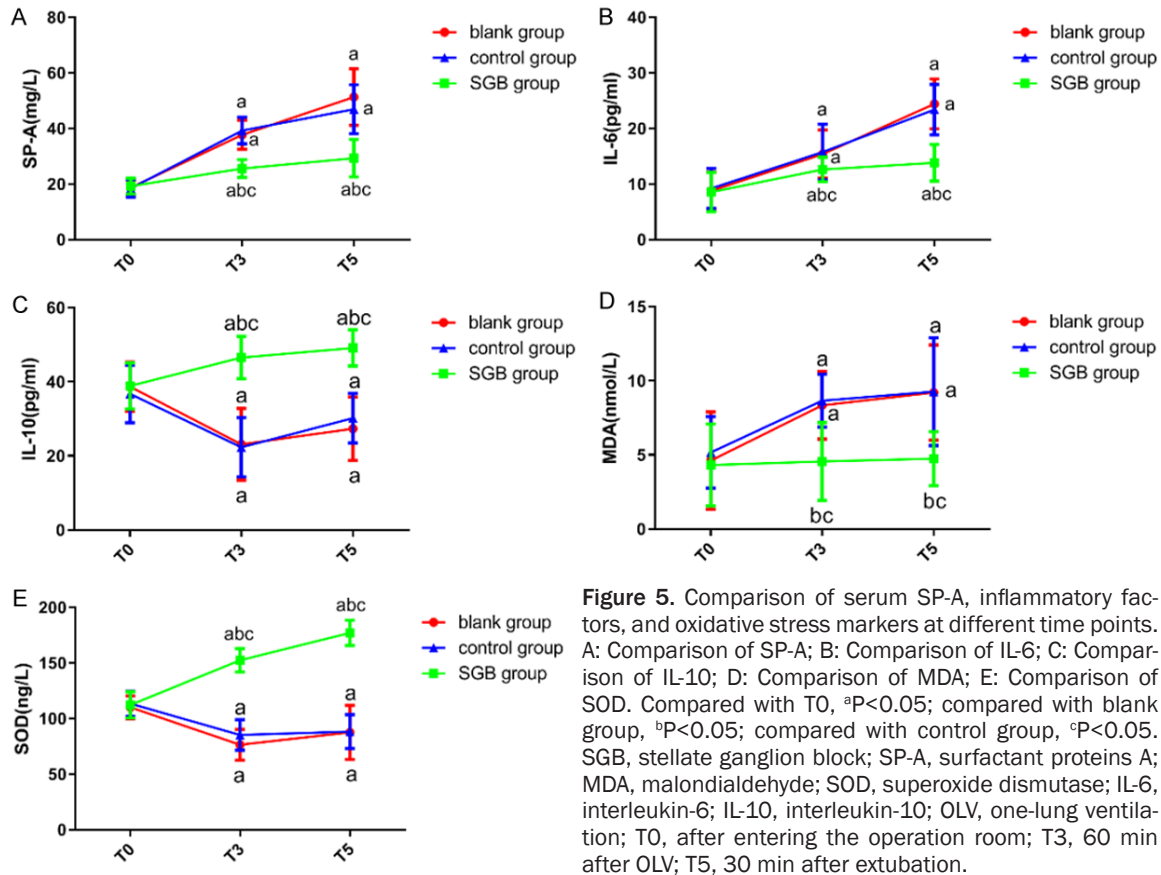 A
80
60
40
20
0
SP-A(mg/L)
T0
T3
T5
a
a
a
a
abc
abc
blank group
control group
SGB group
B
40
30
20
10
0
IL-6(pg/ml)
T0
T3
T5
a
a
a
a
abc
abc
blank group
control group
SGB group
C
60
40
20
0
IL-10(pg/ml)
T0
T3
T5
abc
abc
a
a
a
a
blank group
control group
SGB group
D
15
10
5
0
MDA(nmol/L)
T0
T3
T5
a
a
a
a
bc
bc
blank group
control group
SGB group
E
200
150
100
50
0
SOD(ng/L)
T0
T3
T5
abc
abc
a
a
a
a
blank group
control group
SGB group
Figure 5. Comparison of serum SP-A, inflammatory fac-
tors, and oxidative stress markers at different time points.
A: Comparison of SP-A; B: Comparison of IL-6; C: Compar-
ison of IL-10; D: Comparison of MDA; E: Comparison of
SOD. Compared with T0, ᵃP<0.05; compared with blank
group, ᵇP<0.05; compared with control group, ᶜP<0.05.
SGB, stellate ganglion block; SP-A, surfactant proteins A;
MDA, malondialdehyde; SOD, superoxide dismutase; IL-6,
interleukin-6; IL-10, interleukin-10; OLV, one-lung ventila-
tion; T0, after entering the operation room; T3, 60 min
after OLV; T5, 30 min after extubation.